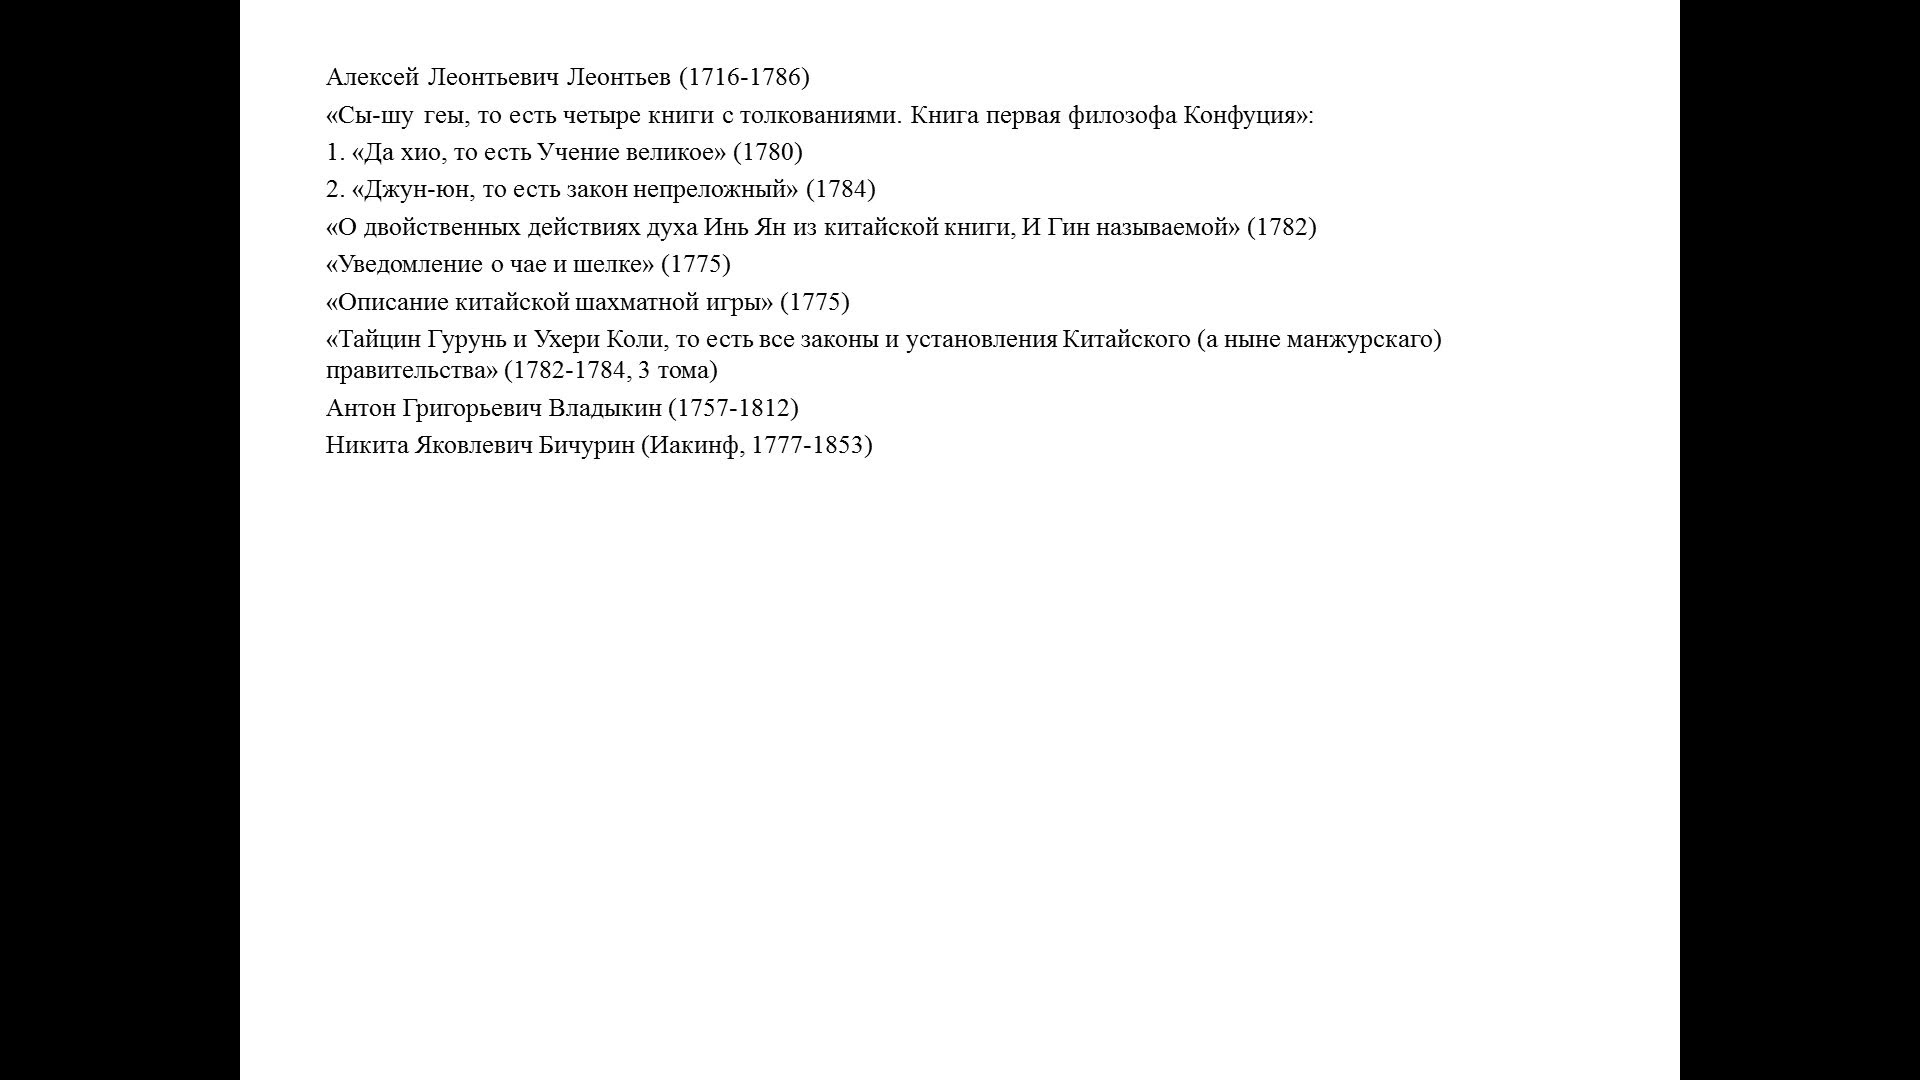 Алексей Леонтьевич Леонтьев (1716-1786)
«Сы-шу геы, то есть четыре книги с толкованиями. Книга первая филозофа Конфуция»:
1. «Да хио, то есть Учение великое» (1780)
2. «Джун-юн, то есть закон непреложный» (1784)
«О двойственных действиях духа Инь Ян из китайской книги, И Гин называемой» (1782)
«Уведомление о чае и шелке» (1775)
«Описание китайской шахматной игры» (1775)
«Тайцин Гурунь и Ухери Коли, то есть все законы и установления Китайского (а ныне манжурскаго)
правительства» (1782-1784, 3 тома)
Антон Григорьевич Владыкин (1757-1812)
Никита Яковлевич Бичурин (Иакинф, 1777-1853)